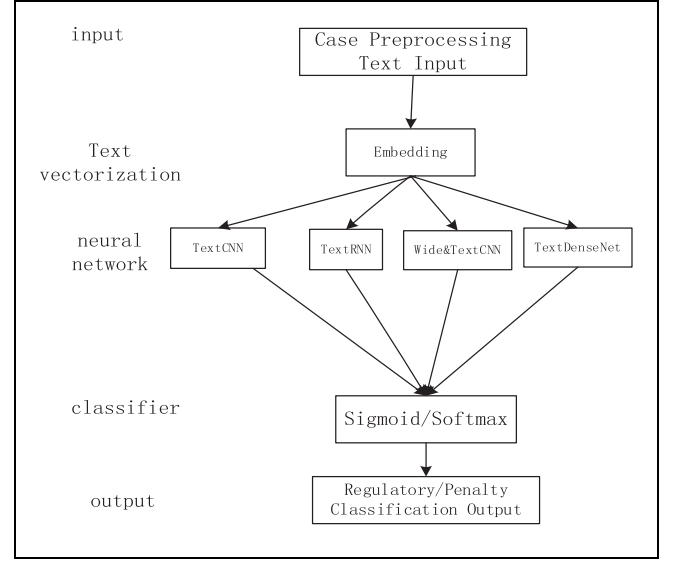 input
Case Preprocessing
Text Input
Text
vectorization
Embedding
neural
network
TextCNN
TextRNN
Wide&TextCNN
TextDenseNet
classifier
Sigmoid/Softmax
output
Regulatory/Penalty
Classification Output